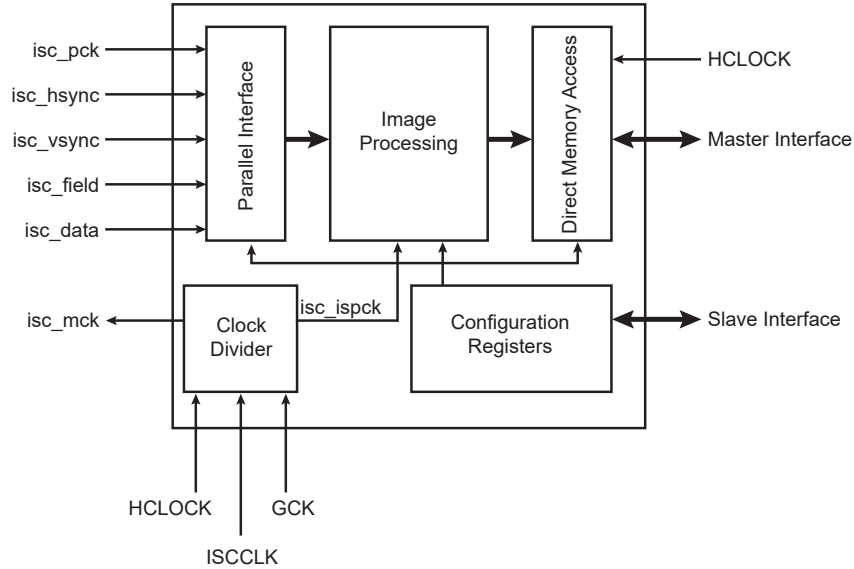 isc_pck
isc_hsync
isc_vsync
isc_field
isc_data
Parallel Interface
Image
Processing
Direct Memory Access
HCLOCK
Master Interface
isc_mck
Clock
Divider
isc_ispck
Configuration
Registers
Slave Interface
HCLOCK
GCK
ISCCLK